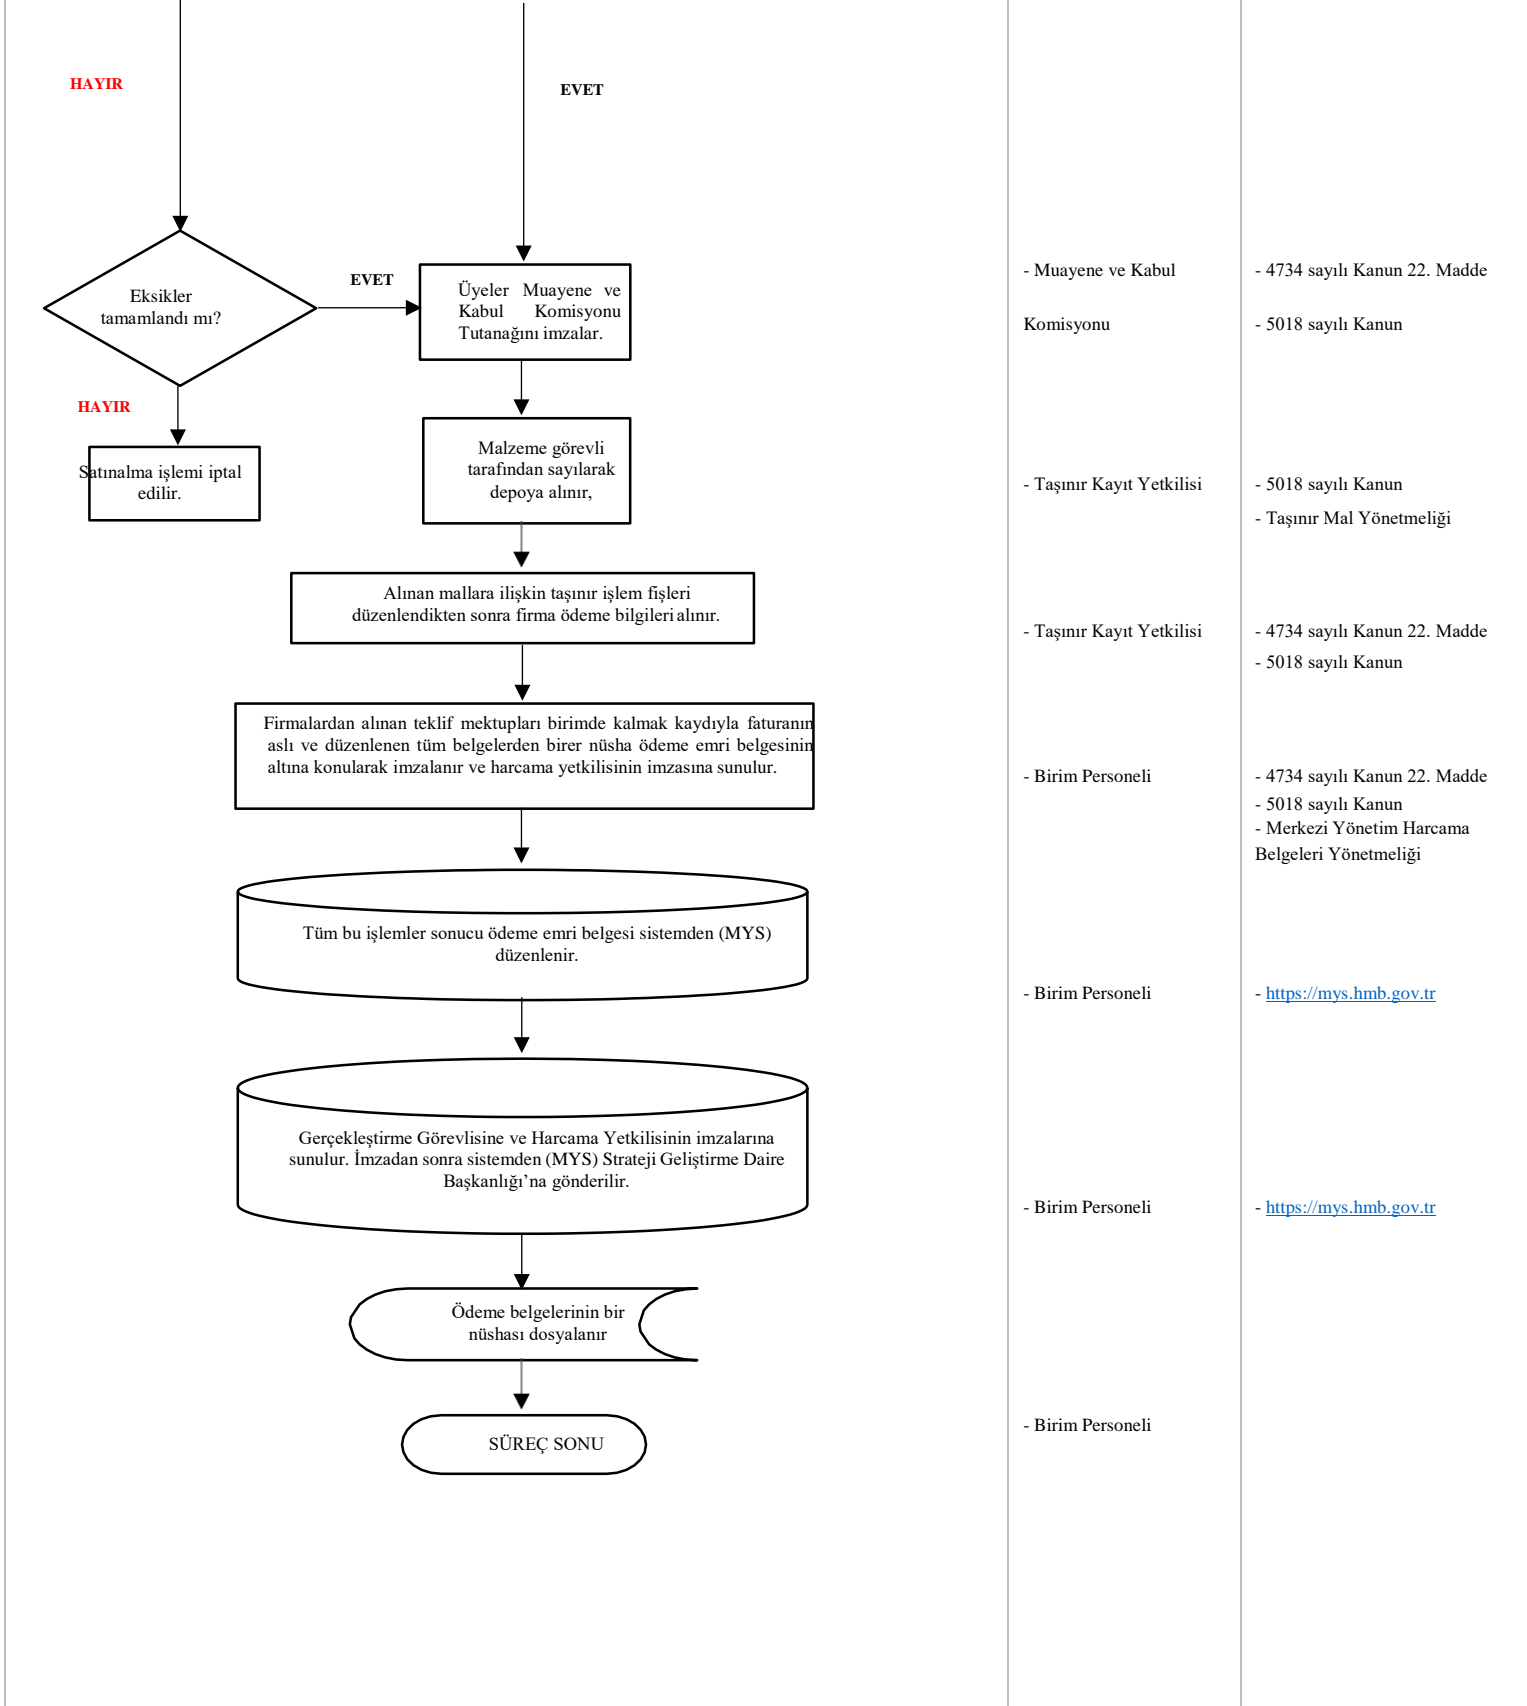 HAYIR
EVET
Eksikler
tamamlandı mı?
EVET
Üyeler Muayene ve
Kabul Komisyonu
Tutanağını imzalar.
- Muayene ve Kabul
Komisyonu
- 4734 sayılı Kanun 22. Madde
- 5018 sayılı Kanun
HAYIR
Satınalma işlemi iptal
edilir.
Malzeme görevli
tarafından sayılarak
depoya alınır,
- Taşınır Kayıt Yetkilisi
- 5018 sayılı Kanun
- Taşınır Mal Yönetmeliği
Alınan mallara ilişkin taşınır işlem fişleri
düzenlendikten sonra firma ödeme bilgileri alınır.
- Taşınır Kayıt Yetkilisi
- 4734 sayılı Kanun 22. Madde
- 5018 sayılı Kanun
Firmalardan alınan teklif mektupları birimde kalmak kaydıyla faturanın
aslı ve düzenlenen tüm belgelerden birer nüsha ödeme emri belgesinin
altına konularak imzalanır ve harcama yetkilisinin imzasına sunulur.
- Birim Personeli
- 4734 sayılı Kanun 22. Madde
- 5018 sayılı Kanun
- Merkezi Yönetim Harcama
Belgeleri Yönetmeliği
Tüm bu işlemler sonucu ödeme emri belgesi sistemden (MYS)
düzenlenir.
- Birim Personeli
- https://mys.hmb.gov.tr
Gerçekleştirme Görevlisine ve Harcama Yetkilisinin imzalarına
sunulur. İmzadan sonra sistemden (MYS) Strateji Geliştirme Daire
Başkanlığı’na gönderilir.
- Birim Personeli
- https://mys.hmb.gov.tr
Ödeme belgelerinin bir
nüshası dosyalanır
- Birim Personeli
SÜREÇ SONU